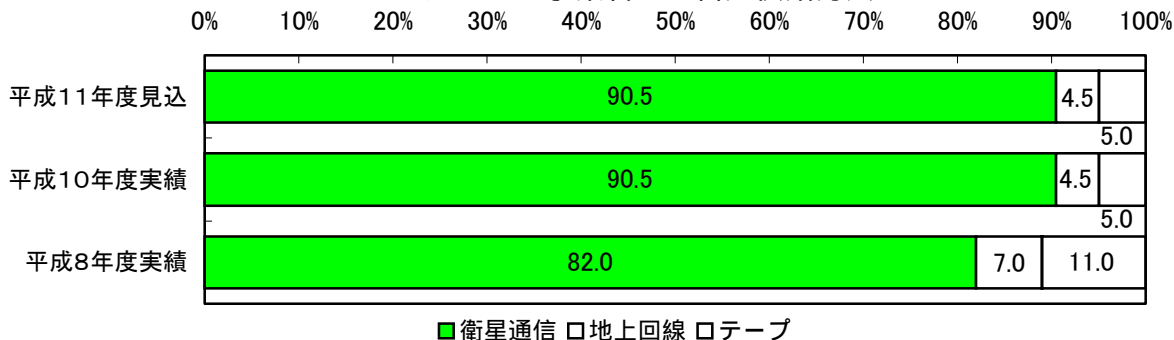 0% 10% 20% 30% 40% 50% 60% 70% 80% 90% 100%
平成11年度見込 90.5 4.5
5.0
平成10年度実績 90.5 4.5
5.0
平成8年度実績 82.0 7.0 11.0
衛星通信 地上回線 テープ